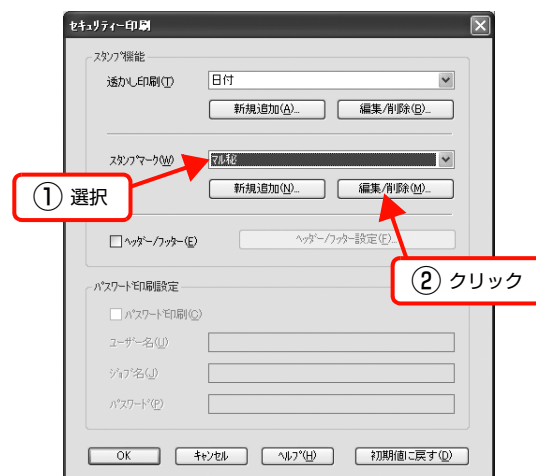 セキュリティー印刷
スタンプ機能
透かし印刷(T)
日付
新規追加(A)...
編集/削除(B)...
スタンプマーク(W)
マル秘
新規追加(N)...
編集/削除(M)...
① 選択
ヘッダー/フッター(E)
ヘッダー/フッター設定(F)...
② クリック
パスワード印刷設定
パスワード印刷(C)
ユーザー名(U)
ジョブ名(J)
パスワード(P)
OK
キャンセル
ヘルプ(H)
初期値に戻す(D)